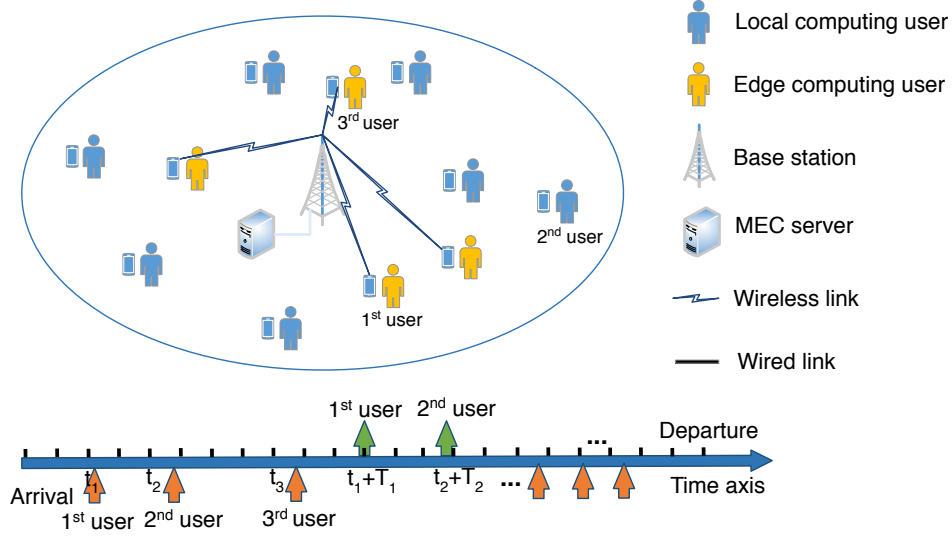 Local computing user
Edge computing user
3rd user
Base station
2nd user
MEC server
1st user
Wireless link
Wired link
1st user 2nd user
... Departure
t1 t2 t3 t1+T1 t2+T2 ... Time axis
Arrival
1st user 2nd user 3rd user